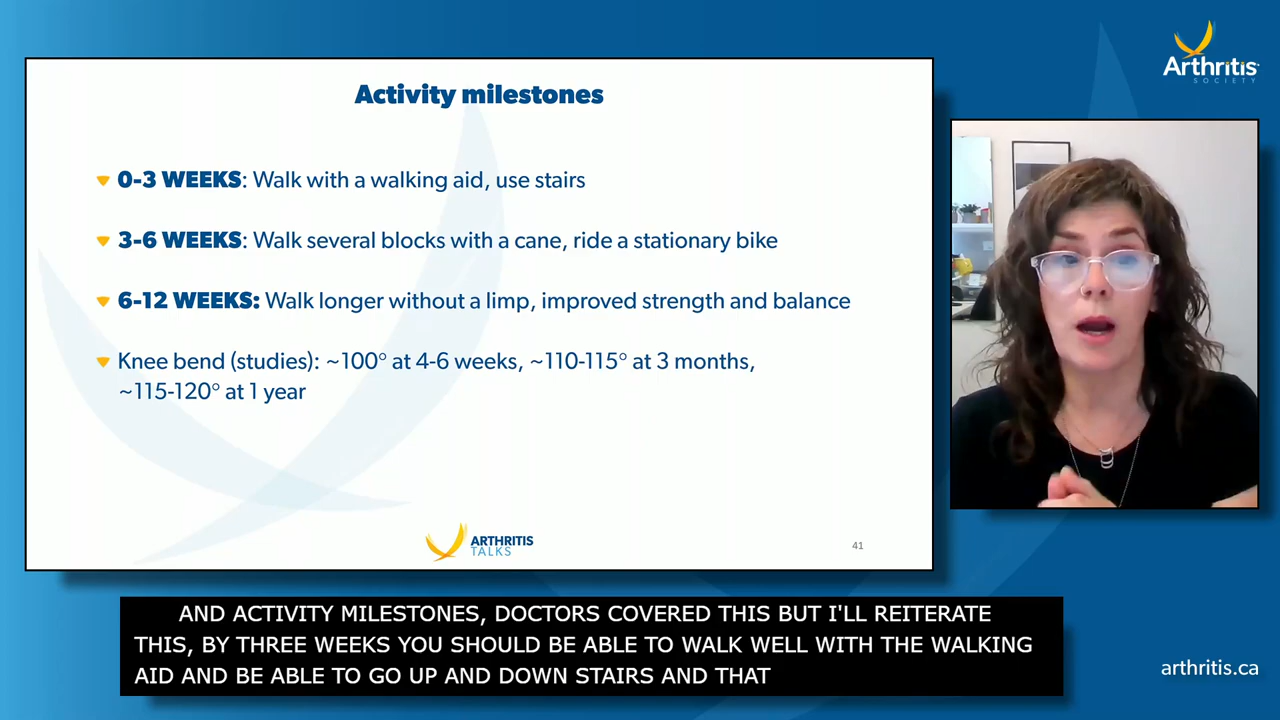 Activity milestones
0-3 WEEKS: Walk with a walking aid, use stairs
3-6 WEEKS: Walk several blocks with a cane, ride a stationary bike
6-12 WEEKS: Walk longer without a limp, improved strength and balance
Knee bend (studies): ~100° at 4-6 weeks, ~110-115° at 3 months,
~115-120° at 1 year
ARTHRITIS
TALKS
41
Arthritis
SOCIETY
AND ACTIVITY MILESTONES, DOCTORS COVERED THIS BUT I'LL REITERATE
THIS, BY THREE WEEKS YOU SHOULD BE ABLE TO WALK WELL WITH THE WALKING
AID AND BE ABLE TO GO UP AND DOWN STAIRS AND THAT
arthritis.ca